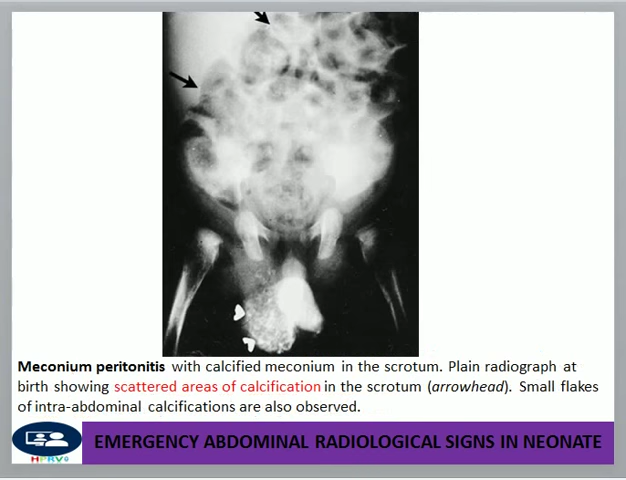 Meconium peritonitis with calcified meconium in the scrotum. Plain radiograph at
birth showing scattered areas of calcification in the scrotum (arrowhead). Small flakes
of intra-abdominal calcifications are also observed.
EMERGENCY ABDOMINAL RADIOLOGICAL SIGNS IN NEONATE